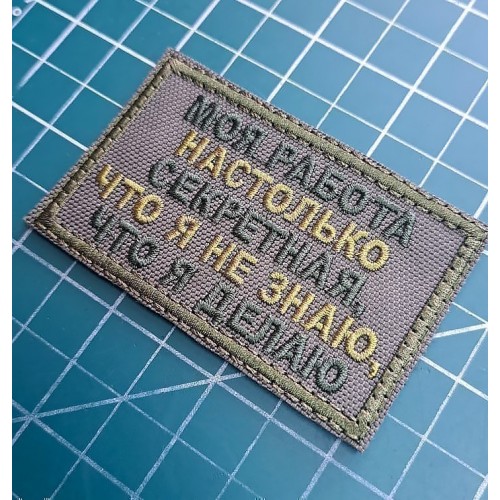 МОЯ РАБОТА
НАСТОЛЬКО
СЕКРЕТНАЯ,
ЧТО Я НЕ ЗНАЮ,
ЧТО Я ДЕЛАЮ